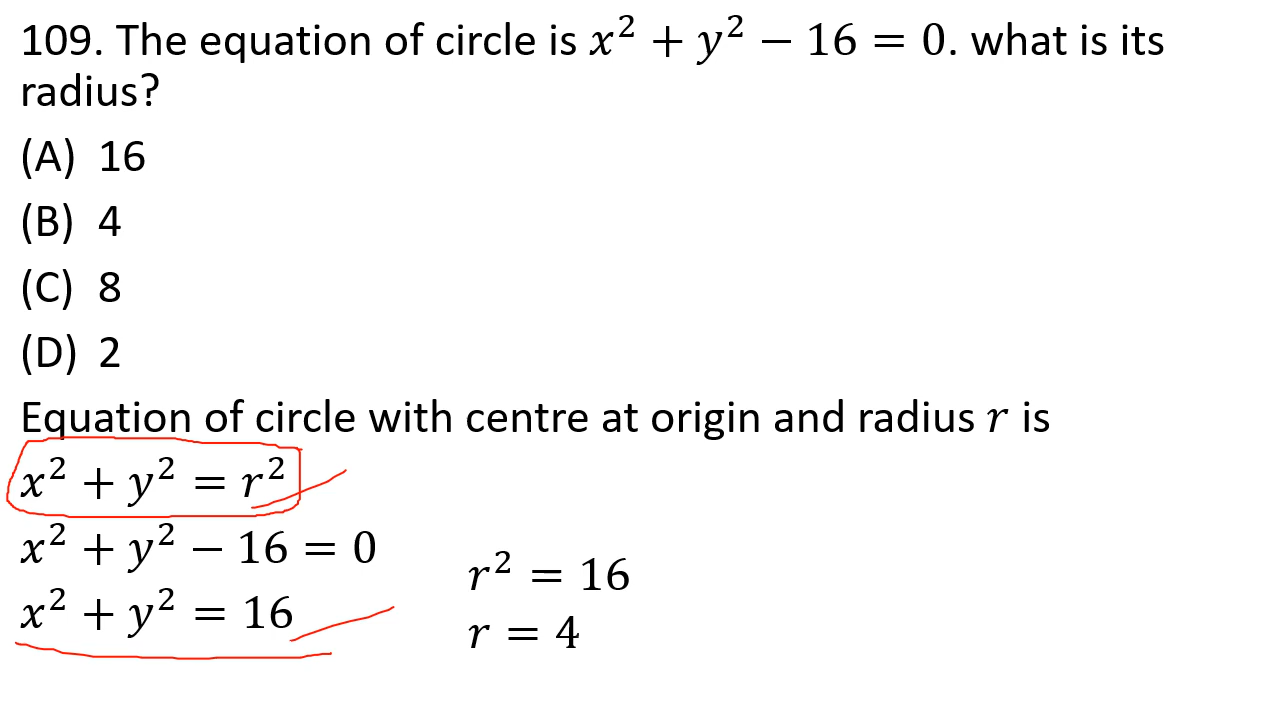 109. The equation of circle is x² + y² − 16 = 0. what is its
radius?
(A) 16
(B) 4
(C) 8
(D) 2
Equation of circle with centre at origin and radius r is
x² + y² = r²
x² + y² − 16 = 0
x² + y² = 16
r² = 16
r = 4